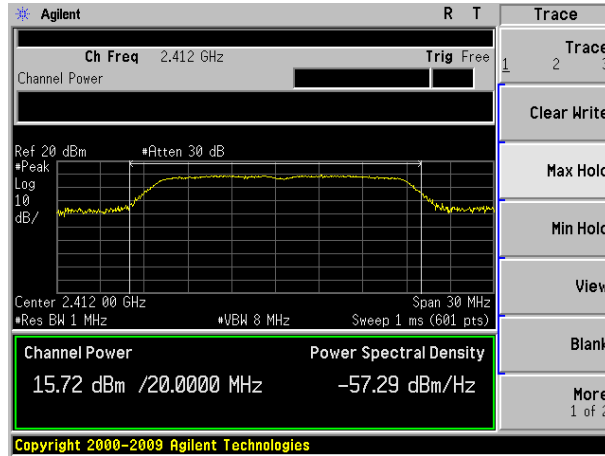 Agilent R T Trace
Ch Freq 2.412 GHz Trig Free
Channel Power
Trace
1 2 3
Clear Write
Max Hold
Min Hold
View
Blank
More
1 of 2
Ref 20 dBm #Atten 30 dB
#Peak
Log
10
dB/
Center 2.412 00 GHz Span 30 MHz
#Res BW 1 MHz #VBW 8 MHz Sweep 1 ms (601 pts)
Channel Power Power Spectral Density
15.72 dBm /20.0000 MHz -57.29 dBm/Hz
Copyright 2000-2009 Agilent Technologies